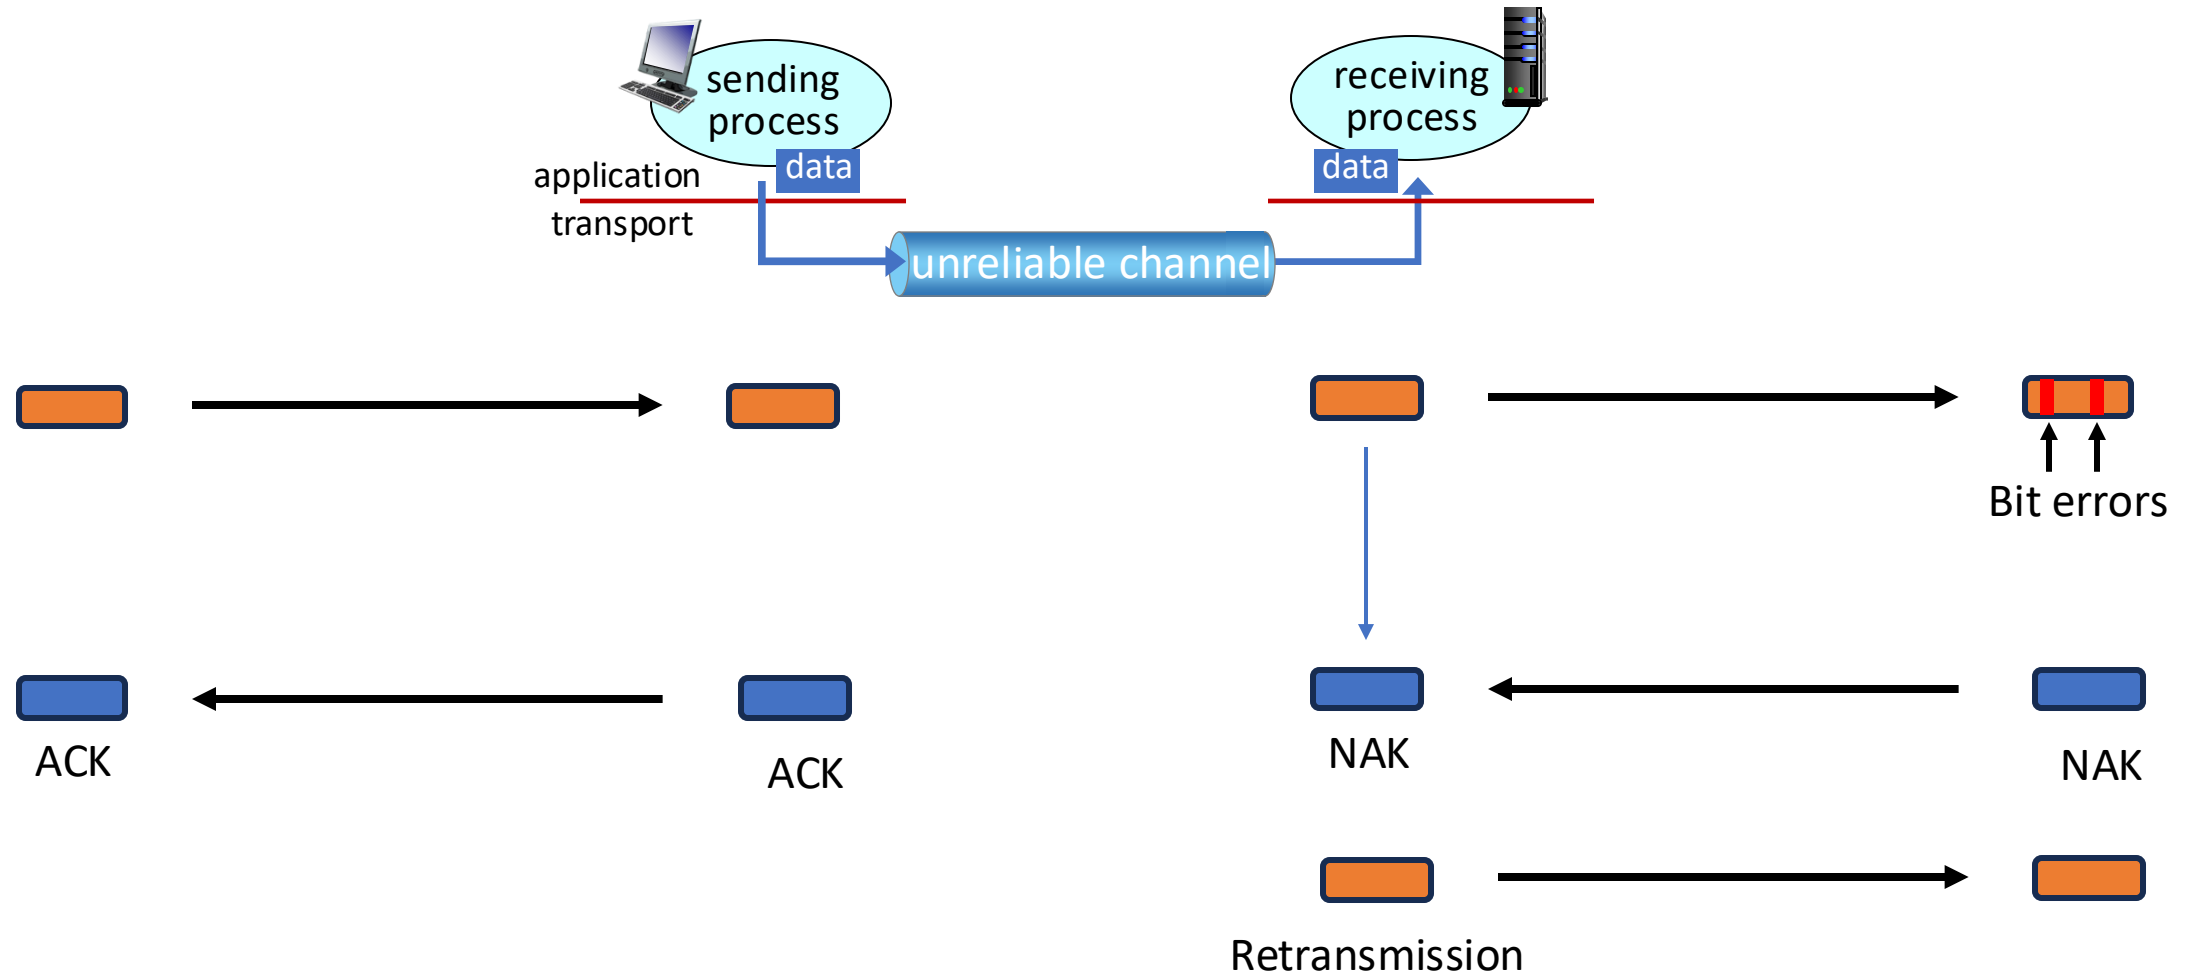 sending
process
receiving
process
data
data
application
transport
unreliable channel
Bit errors
ACK
ACK
NAK
NAK
Retransmission